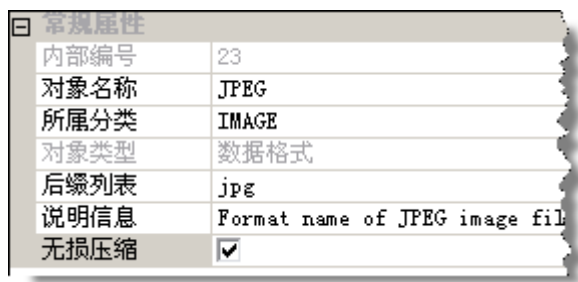 常规属性
内部编号 23
对象名称 JPEG
所属分类 IMAGE
对象类型 数据格式
后缀列表 jpg
说明信息 Format name of JPEG image fil
无损压缩